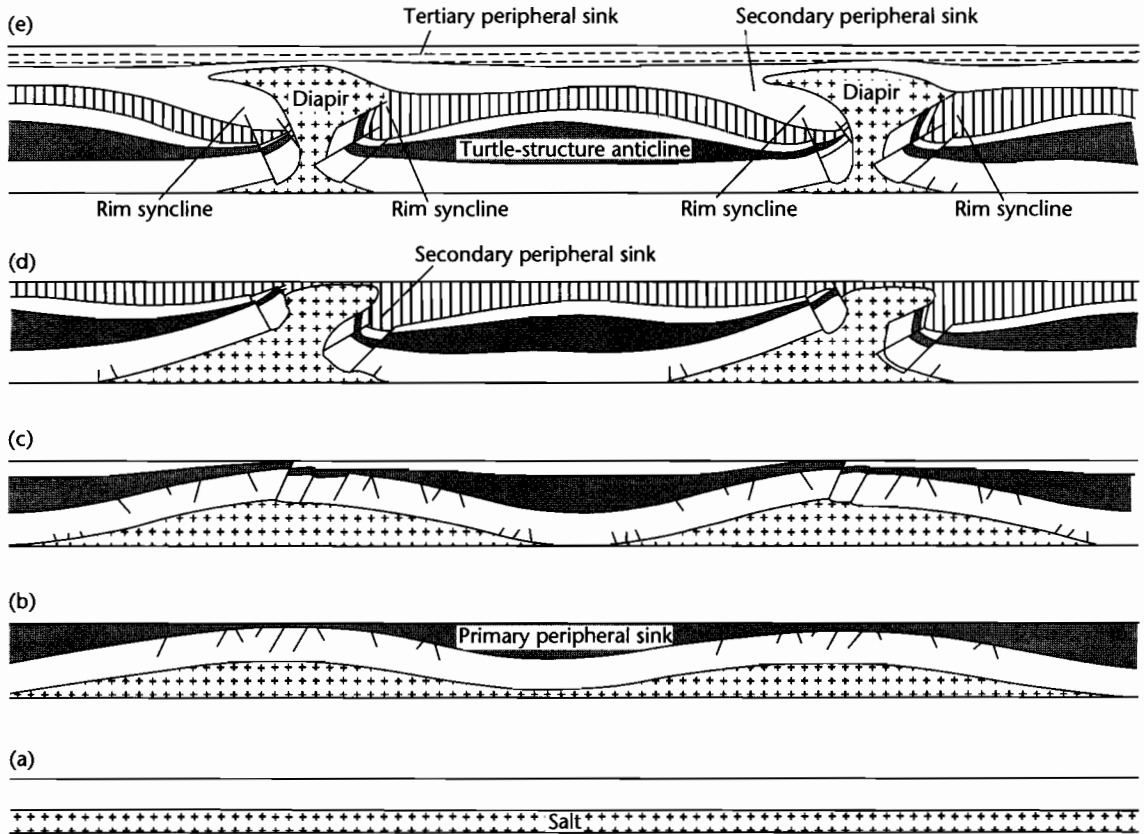 (e)
Tertiary peripheral sink
Secondary peripheral sink
Diapir
Diapir
Turtle-structure anticline
Rim syncline
Rim syncline
Rim syncline
Rim syncline
(d)
Secondary peripheral sink
(c)
(b)
Primary peripheral sink
(a)
Salt